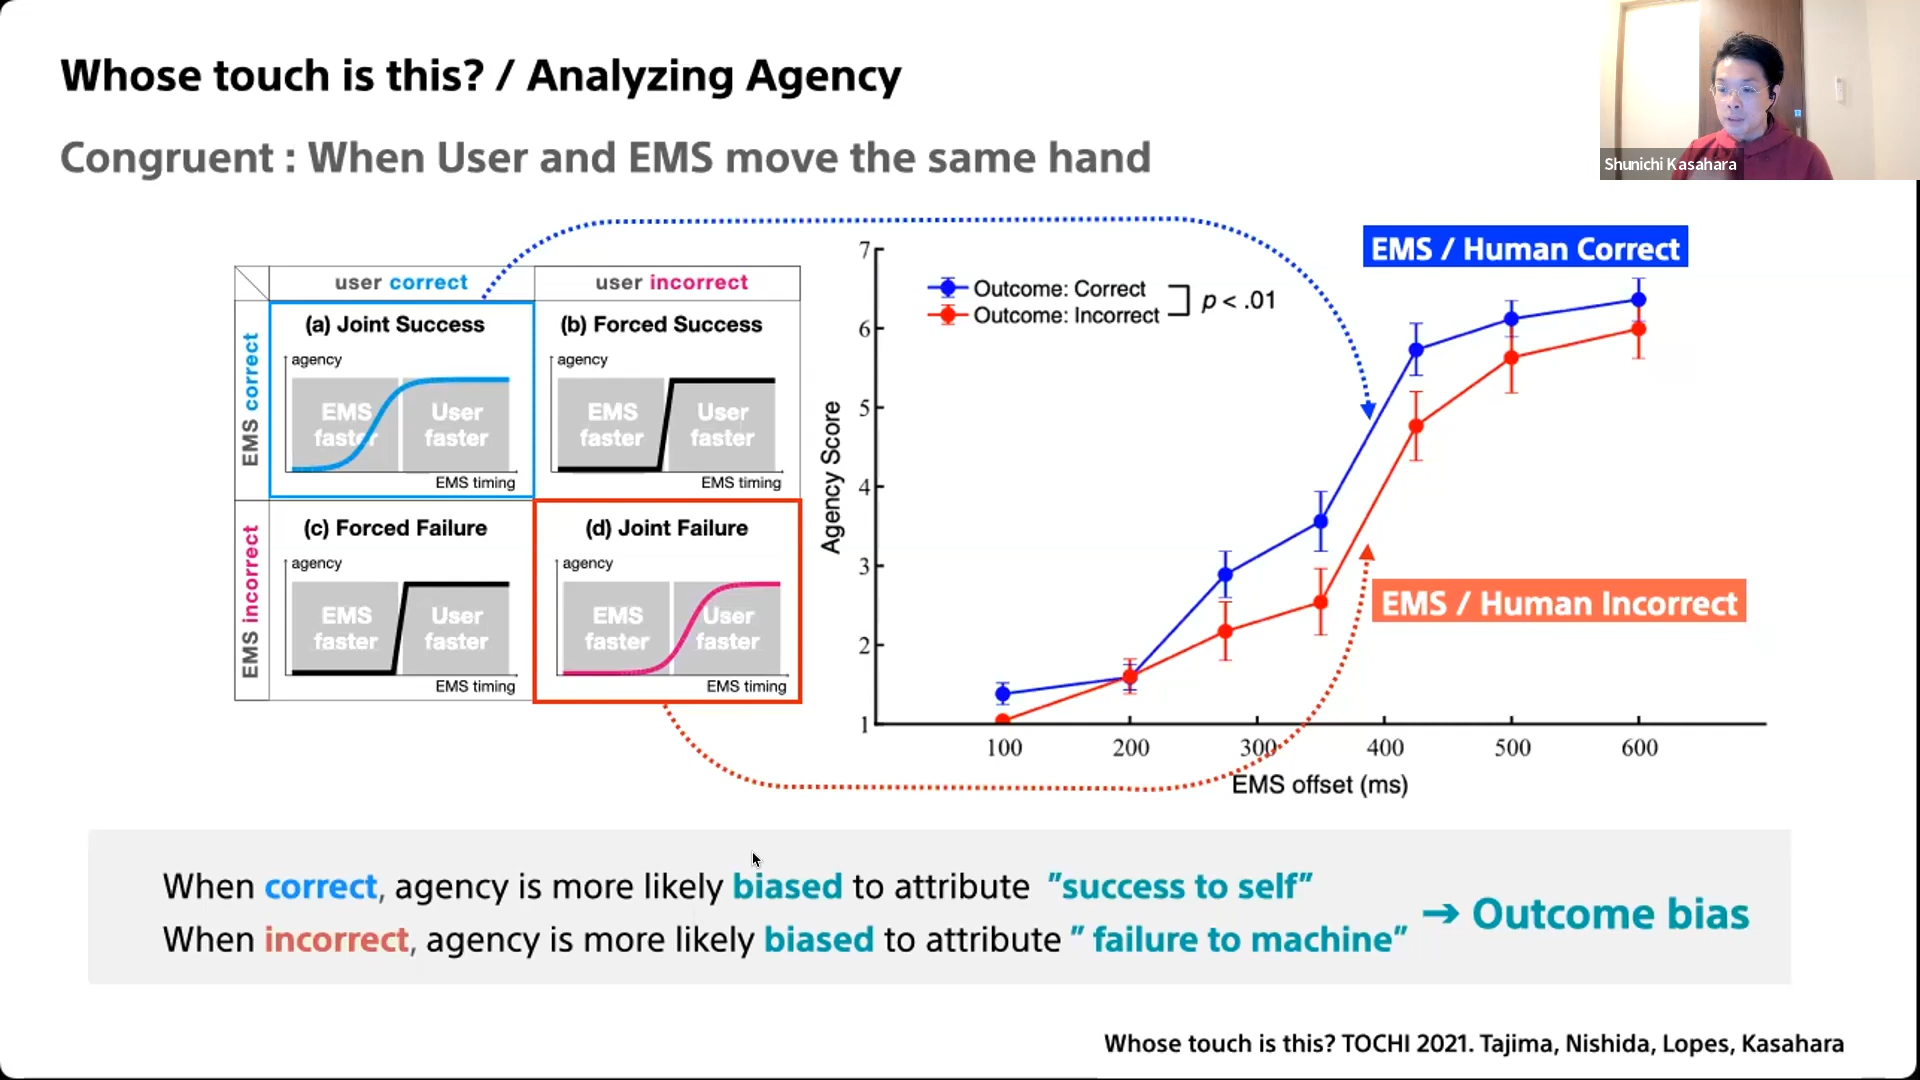 Whose touch is this? / Analyzing Agency
Congruent : When User and EMS move the same hand
Shunichi Kasahara
user correct
user incorrect
EMS correct
(a) Joint Success
agency
EMS faster
User faster
EMS timing
(b) Forced Success
agency
EMS faster
User faster
EMS timing
EMS incorrect
(c) Forced Failure
agency
EMS faster
User faster
EMS timing
(d) Joint Failure
agency
EMS faster
User faster
EMS timing
EMS / Human Correct
Outcome: Correct
Outcome: Incorrect
p < .01
Agency Score
7
6
5
4
3
2
1
100 200 300 400 500 600
EMS offset (ms)
EMS / Human Incorrect
When correct, agency is more likely biased to attribute "success to self"
When incorrect, agency is more likely biased to attribute " failure to machine"
➔ Outcome bias
Whose touch is this? TOCHI 2021. Tajima, Nishida, Lopes, Kasahara